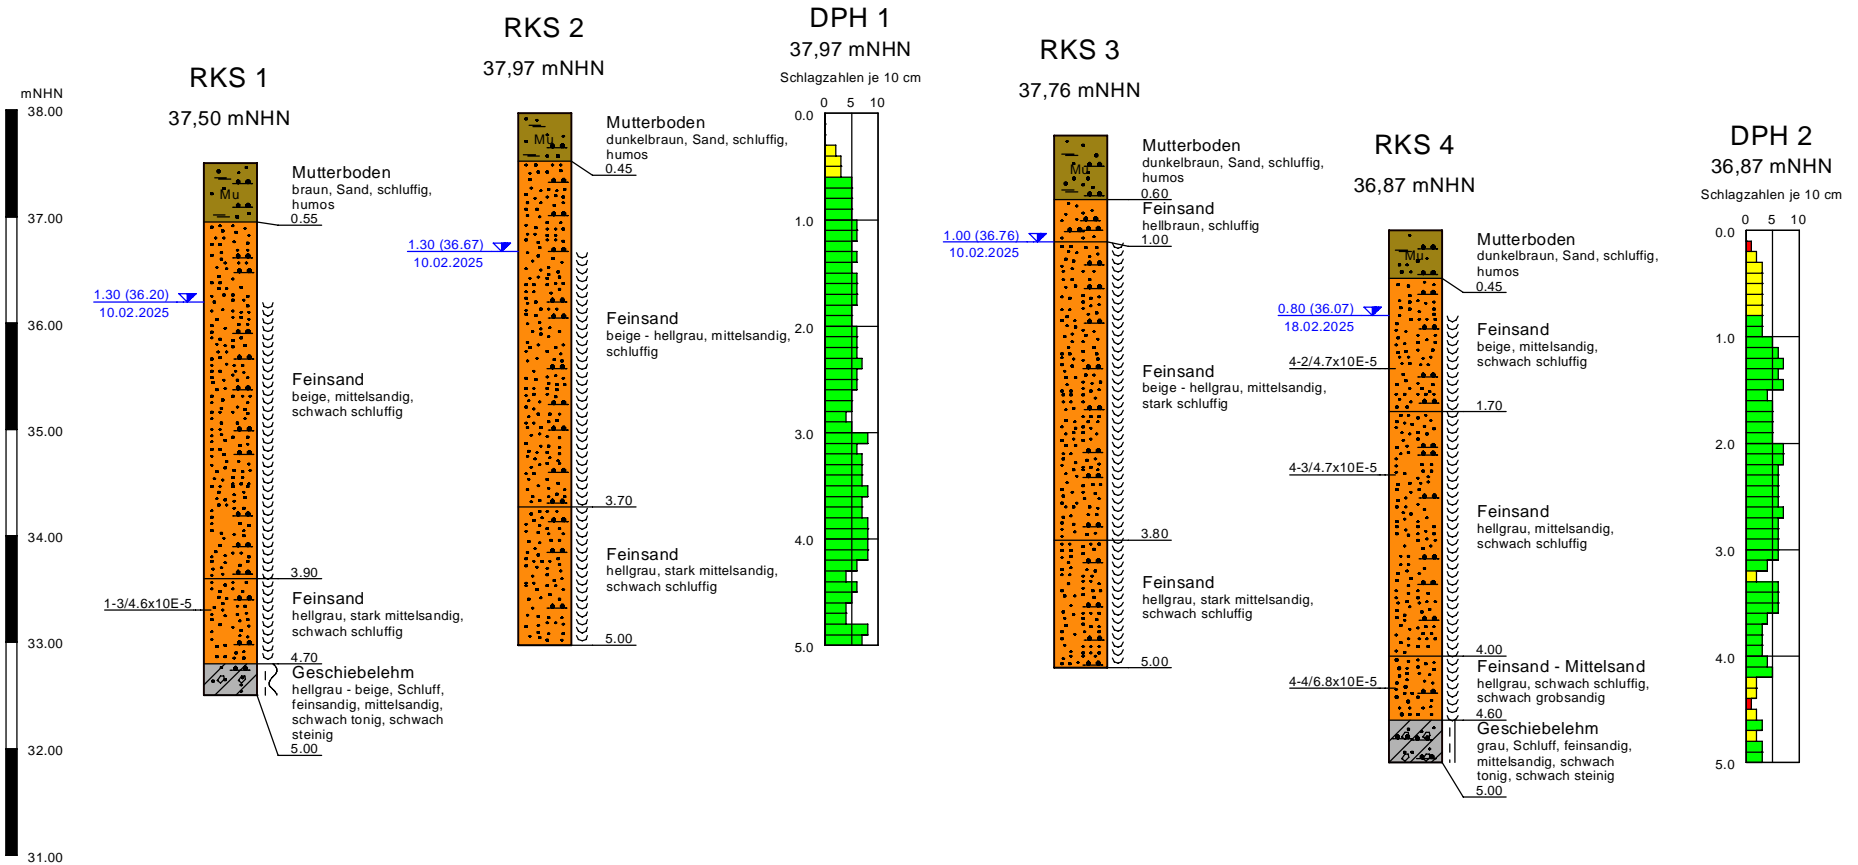 mNHN
38.00
37.00
36.00
35.00
34.00
33.00
32.00
31.00
RKS 1
37,50 mNHN
Mu
Mutterboden
braun, Sand, schluffig,
humos
0.55
1.30 (36.20)
10.02.2025
Feinsand
beige, mittelsandig,
schwach schluffig
3.90
1-3/4.6x10E-5
Feinsand
hellgrau, stark mittelsandig,
schwach schluffig
4.70
Geschiebelehm
hellgrau - beige, Schluff,
feinsandig, mittelsandig,
schwach tonig, schwach
steinig
5.00
RKS 2
37,97 mNHN
Mu
Mutterboden
dunkelbraun, Sand, schluffig,
humos
0.45
1.30 (36.67)
10.02.2025
Feinsand
beige - hellgrau, mittelsandig,
schluffig
3.70
Feinsand
hellgrau, stark mittelsandig,
schwach schluffig
5.00
DPH 1
37,97 mNHN
Schlagzahlen je 10 cm
0 5 10
0.0
1.0
2.0
3.0
4.0
5.0
RKS 3
37,76 mNHN
Mu
Mutterboden
dunkelbraun, Sand, schluffig,
humos
0.60
Feinsand
hellbraun, schluffig
1.00
1.00 (36.76)
10.02.2025
Feinsand
beige - hellgrau, mittelsandig,
stark schluffig
3.80
Feinsand
hellgrau, stark mittelsandig,
schwach schluffig
5.00
RKS 4
36,87 mNHN
Mu
Mutterboden
dunkelbraun, Sand, schluffig,
humos
0.45
0.80 (36.07)
18.02.2025
Feinsand
beige, mittelsandig,
schwach schluffig
4-2/4.7x10E-5
1.70
4-3/4.7x10E-5
Feinsand
hellgrau, mittelsandig,
schwach schluffig
4.00
Feinsand - Mittelsand
hellgrau, schwach schluffig,
schwach grobsandig
4-4/6.8x10E-5
4.60
Geschiebelehm
grau, Schluff, feinsandig,
mittelsandig, schwach
tonig, schwach steinig
5.00
DPH 2
36,87 mNHN
Schlagzahlen je 10 cm
0 5 10
0.0
1.0
2.0
3.0
4.0
5.0